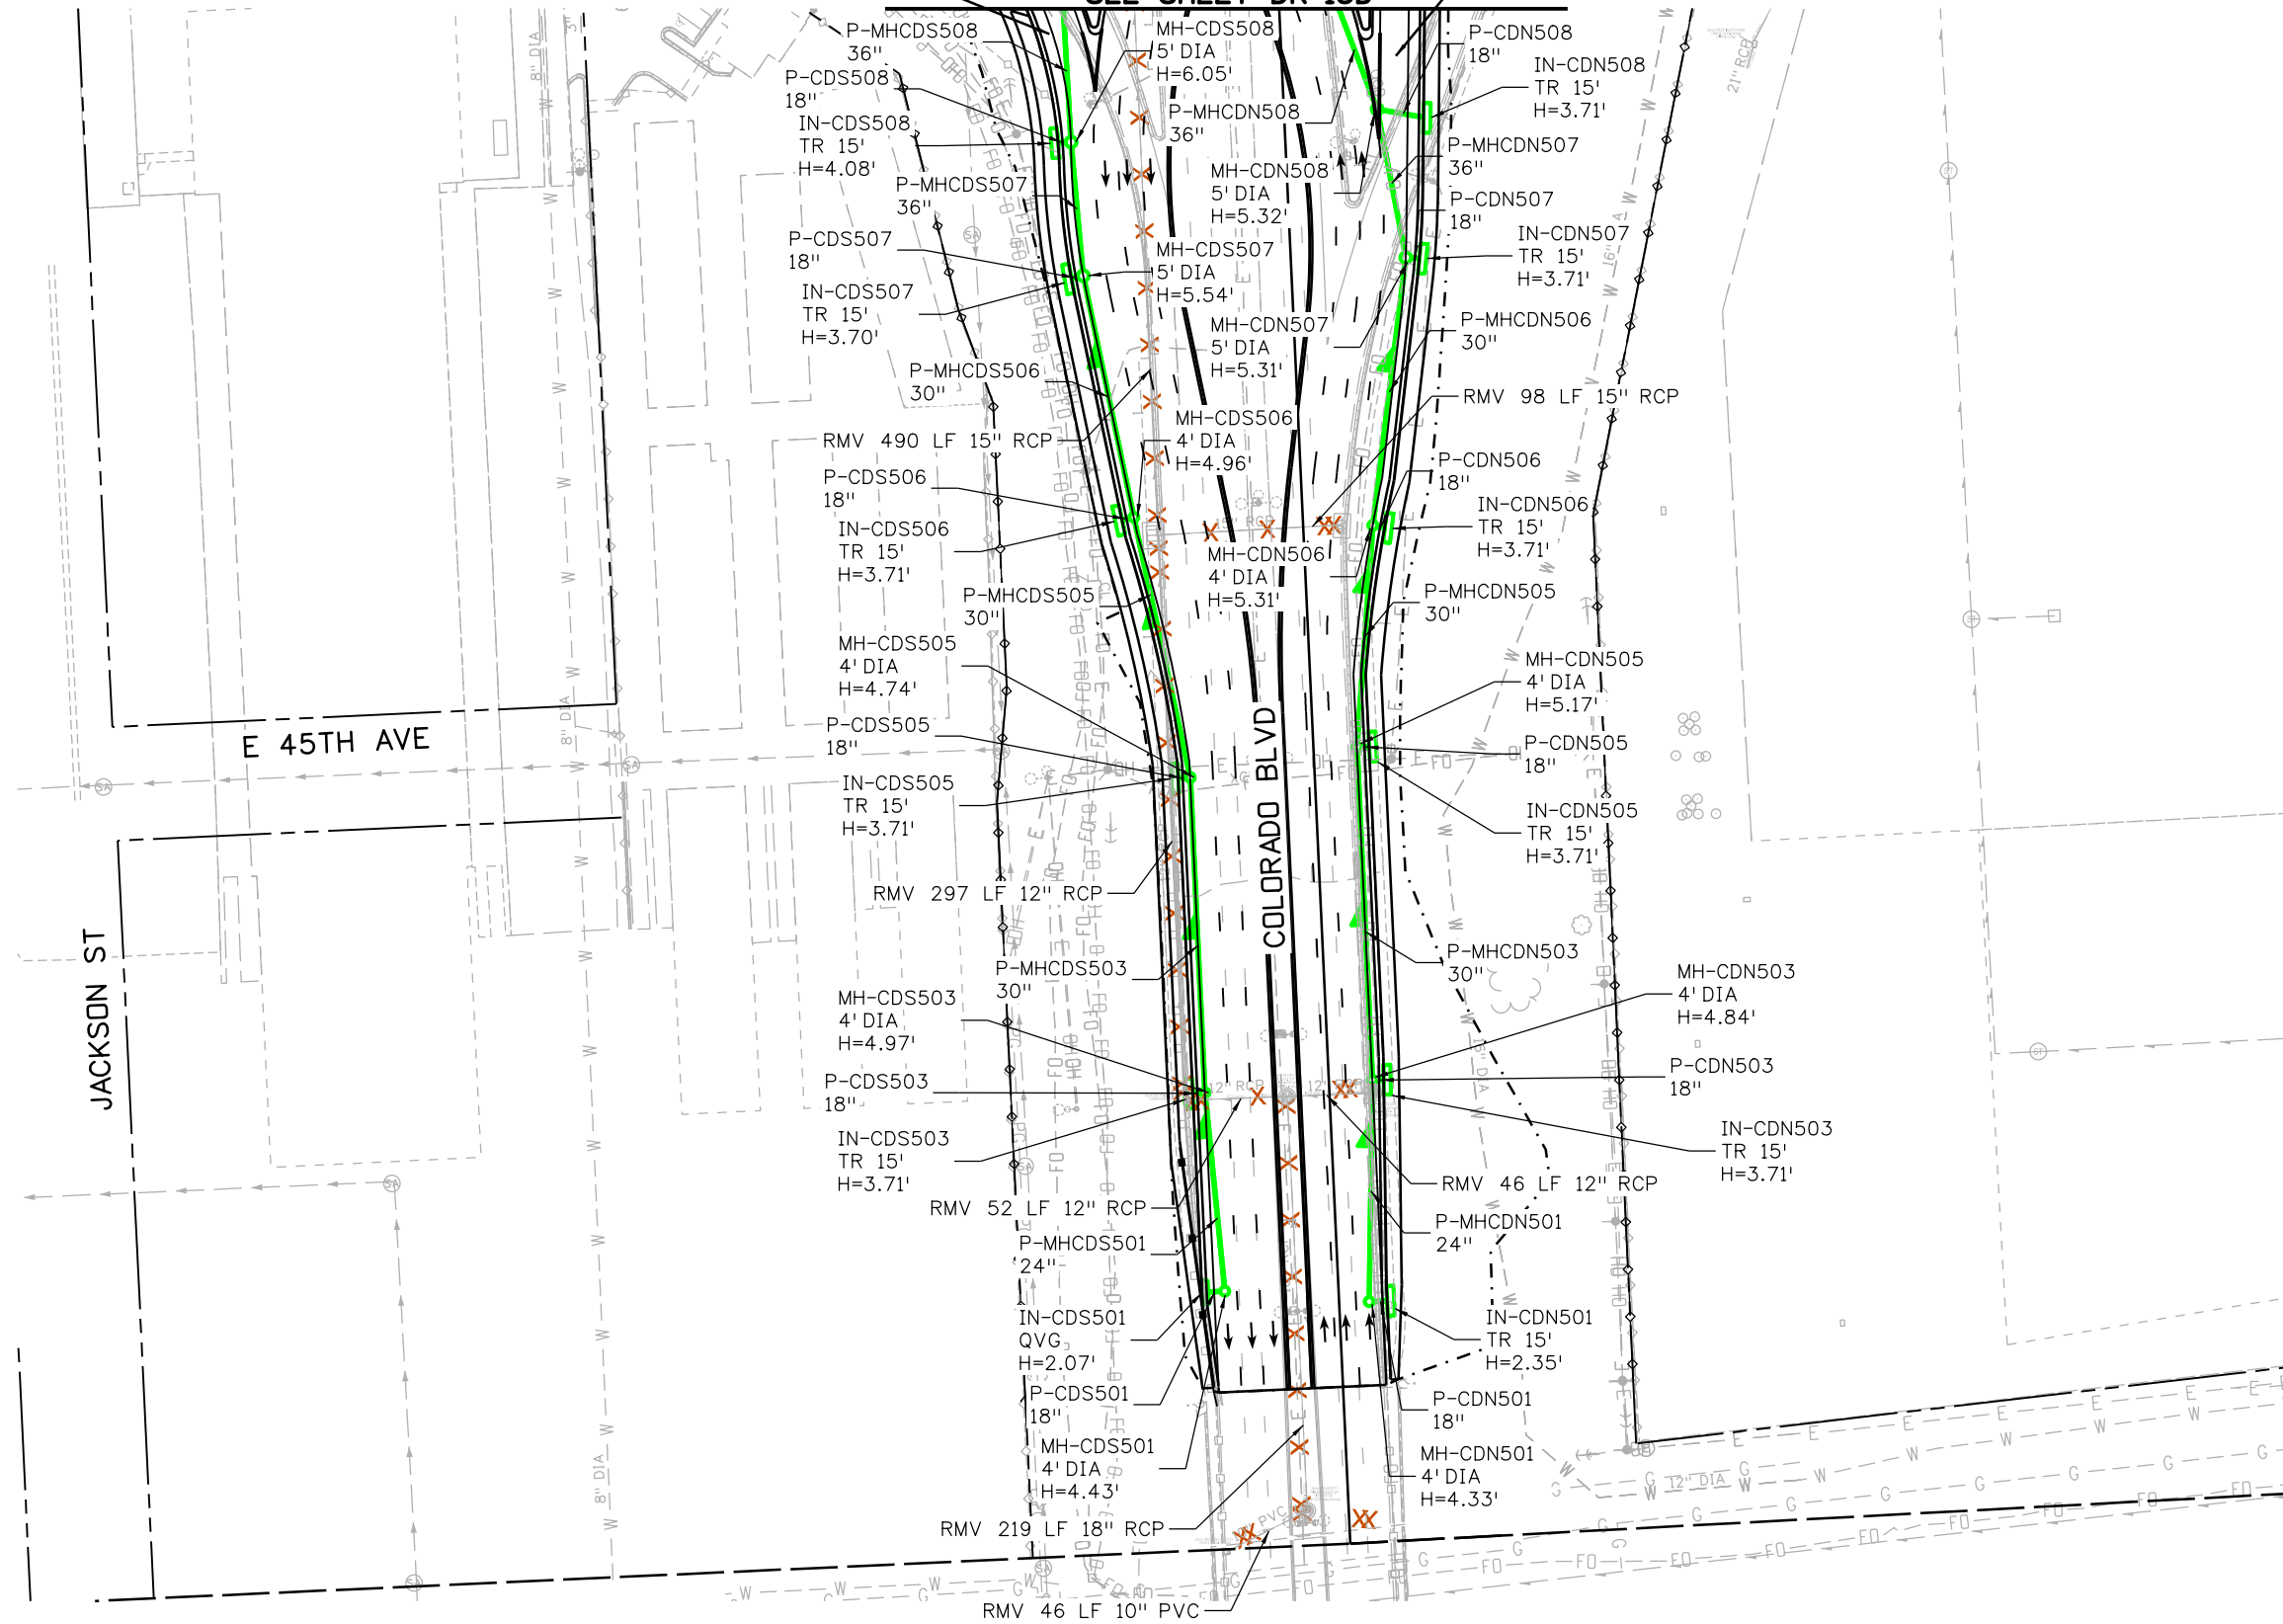 P-MHCDS508
36"
P-CDS508
18"
IN-CDS508
TR 15'
H=4.08'
P-MHCDS507
36"
P-CDS507
18"
IN-CDS507
TR 15'
H=3.70'
P-MHCDS506
30"
RMV 490 LF 15" RCP
P-CDS506
18"
IN-CDS506
TR 15'
H=3.71'
P-MHCDS505
30"
MH-CDS505
4' DIA
H=4.74'
P-CDS505
18"
IN-CDS505
TR 15'
H=3.71'
RMV 297 LF 12" RCP
P-MHCDS503
30"
MH-CDS503
4' DIA
H=4.97'
P-CDS503
18"
IN-CDS503
TR 15'
H=3.71'
RMV 52 LF 12" RCP
P-MHCDS501
24"
IN-CDS501
QVG
H=2.07'
P-CDS501
18"
MH-CDS501
4' DIA
H=4.43'
RMV 219 LF 18" RCP
RMV 46 LF 10" PVC
MH-CDS508
5' DIA
H=6.05'
P-MHCDN508
36"
MH-CDN508
5' DIA
H=5.32'
MH-CDS507
5' DIA
H=5.54'
MH-CDN507
5' DIA
H=5.31'
MH-CDS506
4' DIA
H=4.96'
MH-CDN506
4' DIA
H=5.31'
COLORADO BLVD
P-CDN508
18"
IN-CDN508
TR 15'
H=3.71'
P-MHCDN507
36"
P-CDN507
18"
IN-CDN507
TR 15'
H=3.71'
P-MHCDN506
30"
RMV 98 LF 15" RCP
P-CDN506
18"
IN-CDN506
TR 15'
H=3.71'
P-MHCDN505
30"
MH-CDN505
4' DIA
H=5.17'
P-CDN505
18"
IN-CDN505
TR 15'
H=3.71'
P-MHCDN503
30"
MH-CDN503
4' DIA
H=4.84'
P-CDN503
18"
IN-CDN503
TR 15'
H=3.71'
RMV 46 LF 12" RCP
P-MHCDN501
24"
IN-CDN501
TR 15'
H=2.35'
P-CDN501
18"
MH-CDN501
4' DIA
H=4.33'
E 45TH AVE
JACKSON ST
21" RCP
8" DIA
8" DIA
8" DIA
12" RCP
12" DIA